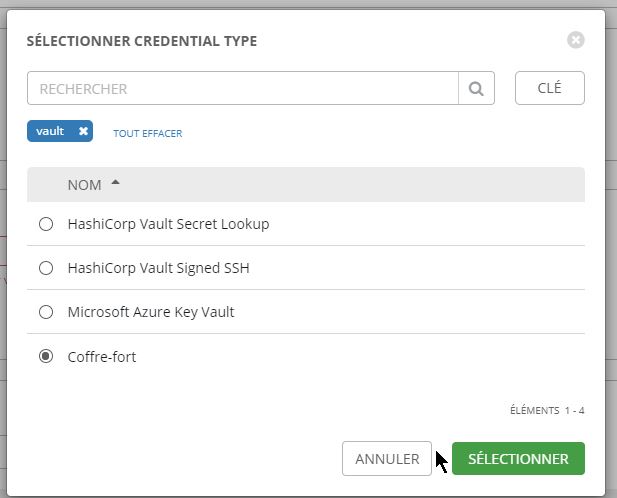 SÉLECTIONNER CREDENTIAL TYPE
RECHERCHER
CLÉ
vault
TOUT EFFACER
NOM
HashiCorp Vault Secret Lookup
HashiCorp Vault Signed SSH
Microsoft Azure Key Vault
Coffre-fort
ÉLÉMENTS 1 - 4
ANNULER
SÉLECTIONNER